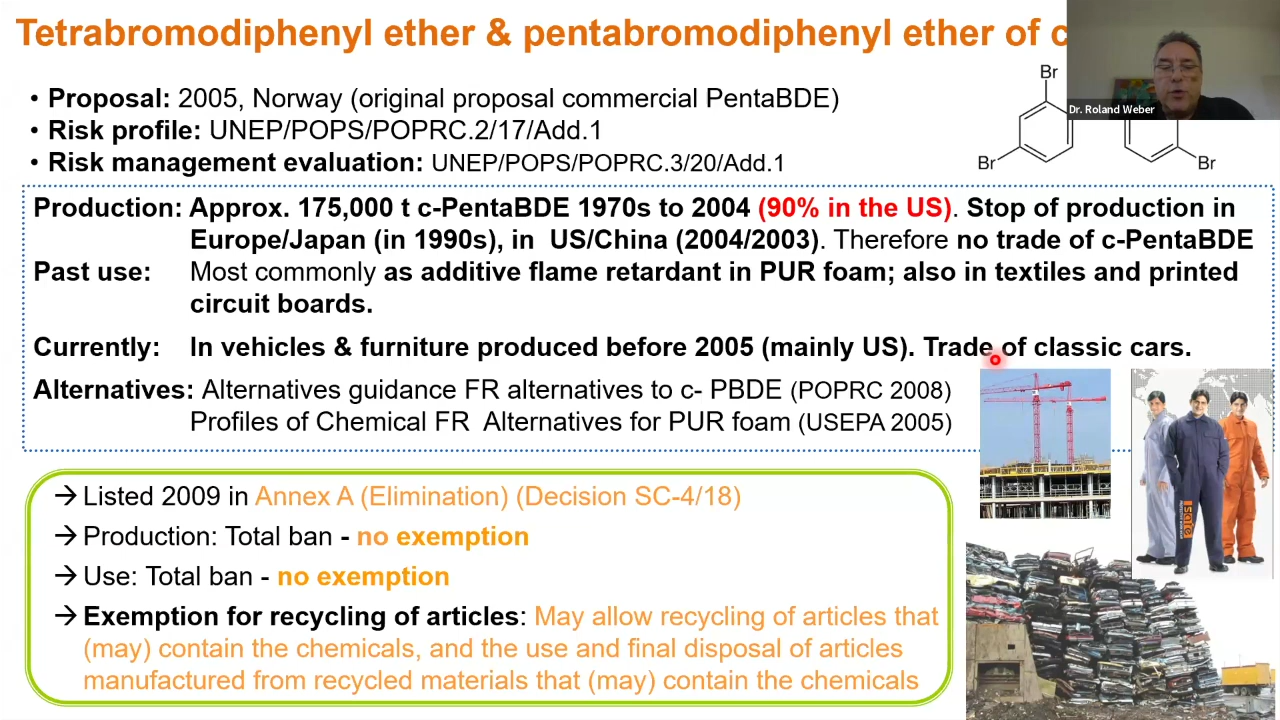 Tetrabromodiphenyl ether & pentabromodiphenyl ether of c
Br
Dr. Roland Weber
Br
Br
• Proposal: 2005, Norway (original proposal commercial PentaBDE)
• Risk profile: UNEP/POPS/POPRC.2/17/Add.1
• Risk management evaluation: UNEP/POPS/POPRC.3/20/Add.1
Production: Approx. 175,000 t c-PentaBDE 1970s to 2004 (90% in the US). Stop of production in
Europe/Japan (in 1990s), in US/China (2004/2003). Therefore no trade of c-PentaBDE
Past use: Most commonly as additive flame retardant in PUR foam; also in textiles and printed
circuit boards.
Currently: In vehicles & furniture produced before 2005 (mainly US). Trade of classic cars.
Alternatives: Alternatives guidance FR alternatives to c- PBDE (POPRC 2008)
Profiles of Chemical FR Alternatives for PUR foam (USEPA 2005)
→ Listed 2009 in Annex A (Elimination) (Decision SC-4/18)
→ Production: Total ban - no exemption
→ Use: Total ban - no exemption
→ Exemption for recycling of articles: May allow recycling of articles that
(may) contain the chemicals, and the use and final disposal of articles
manufactured from recycled materials that (may) contain the chemicals